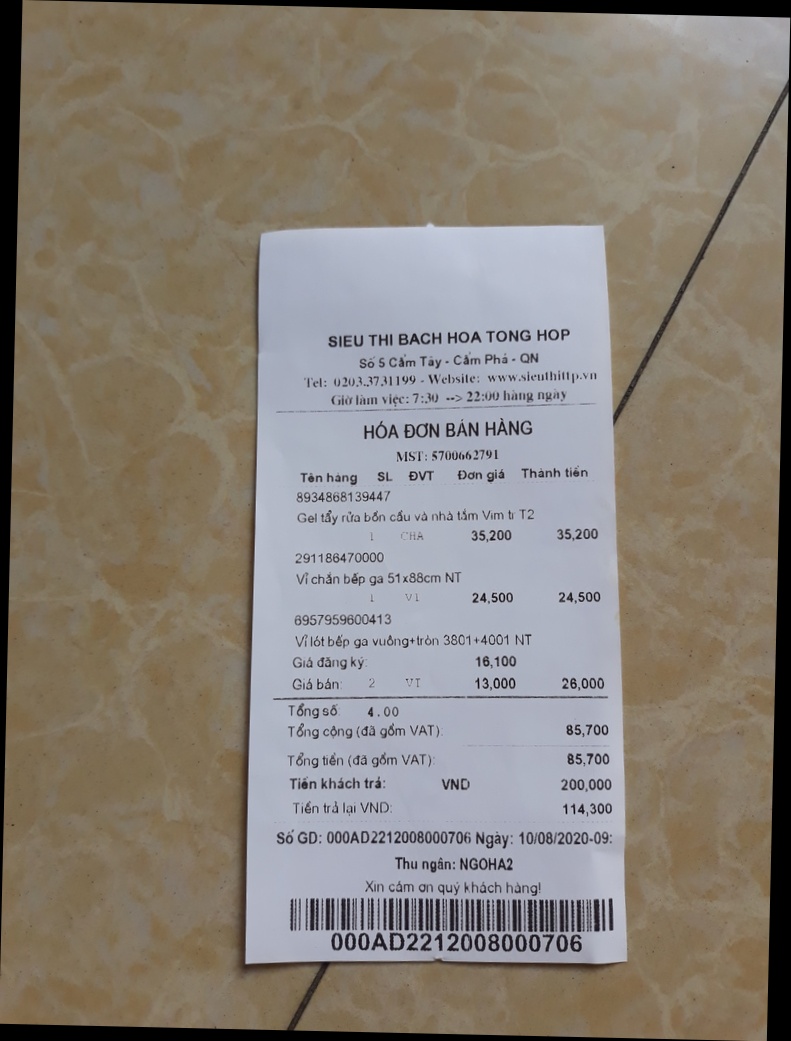 SIEU THI BACH HOA TONG HOP
Số 5 Cẩm Tây - Cẩm Phả - QN
Tel: 0203.3731199 - Website: www.sieuthittp.vn
Giờ làm việc: 7:30 --> 22:00 hàng ngày
HÓA ĐƠN BÁN HÀNG
MST: 5700662791
Tên hàng SL ĐVT Đơn giá Thành tiền
8934868139447
Gel tẩy rửa bồn cầu và nhà tắm Vim tr T2
1 CHA 35,200 35,200
291186470000
Vỉ chắn bếp ga 51x88cm NT
1 VI 24,500 24,500
6957959600413
Vỉ lót bếp ga vuông+tròn 3801+4001 NT
Giá đăng ký: 16,100
Giá bán: 2 VI 13,000 26,000
Tổng số: 4.00
Tổng cộng (đã gồm VAT): 85,700
Tổng tiền (đã gồm VAT): 85,700
Tiền khách trả: VND 200,000
Tiền trả lại VND: 114,300
Số GD: 000AD2212008000706 Ngày: 10/08/2020-09:
Thu ngân: NGOHA2
Xin cảm ơn quý khách hàng!
000AD2212008000706